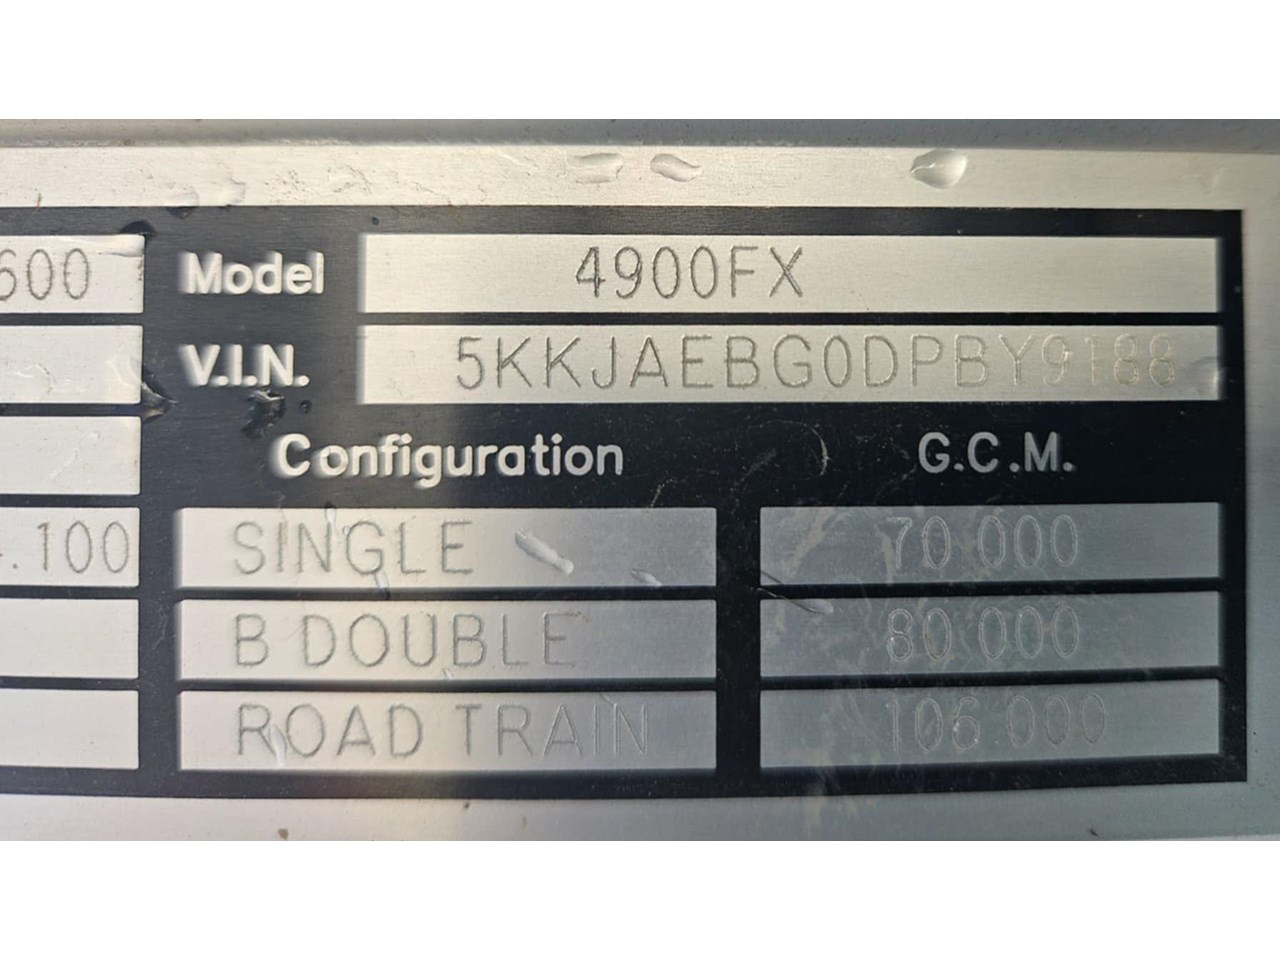 600 Model 4900FX
V.I.N. 5KKJAEBG0DPBY9188
Configuration G.C.M.
.100 SINGLE 70 000
B DOUBLE 80 000
ROAD TRAIN 106 000